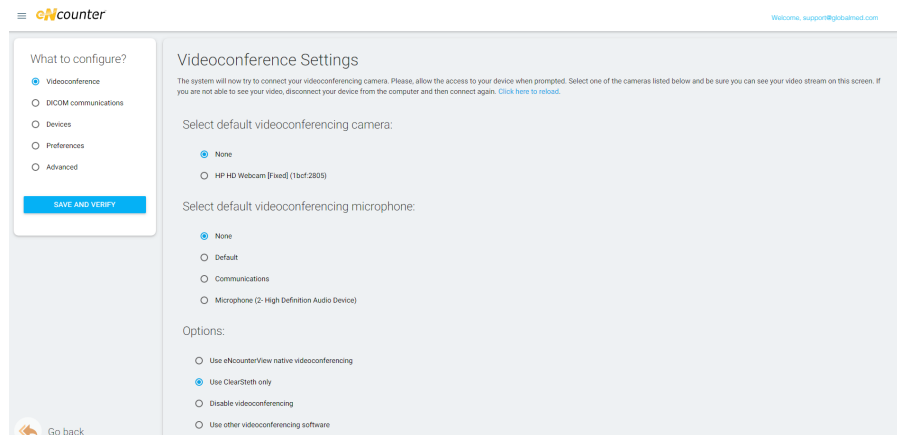 eNcounter
Welcome, support@globalmed.com
What to configure?
Videoconference
DICOM communications
Devices
Preferences
Advanced
SAVE AND VERIFY
Go back
Videoconference Settings
The system will now try to connect your videoconferencing camera. Please, allow the access to your device when prompted. Select one of the cameras listed below and be sure you can see your video stream on this screen. If
you are not able to see your video, disconnect your device from the computer and then connect again. Click here to reload.
Select default videoconferencing camera:
None
HP HD Webcam [Fixed] (1bcf:2805)
Select default videoconferencing microphone:
None
Default
Communications
Microphone (2- High Definition Audio Device)
Options:
Use eNcounterView native videoconferencing
Use ClearSteth only
Disable videoconferencing
Use other videoconferencing software